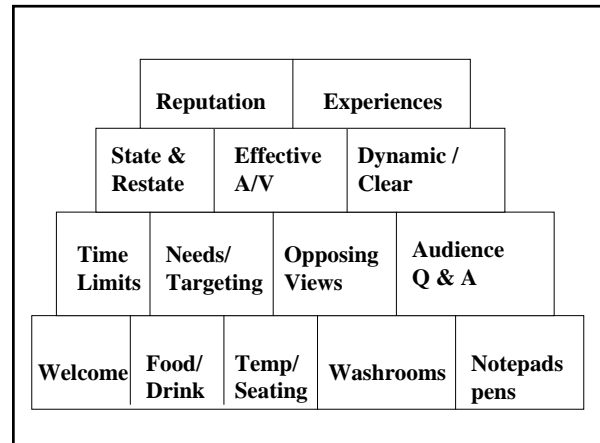 Reputation
Experiences
State &
Restate
Effective
A/V
Dynamic /
Clear
Time
Limits
Needs/
Targeting
Opposing
Views
Audience
Q & A
Welcome
Food/
Drink
Temp/
Seating
Washrooms
Notepads
pens